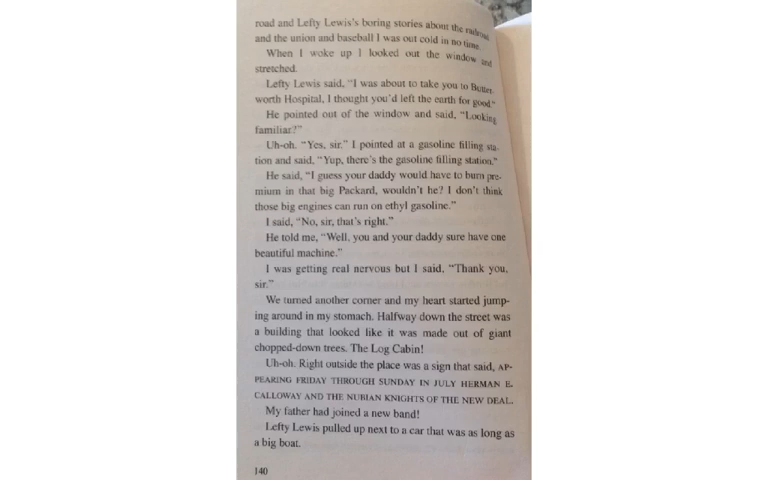 road and Lefty Lewis's boring stories about the railroad
and the union and baseball I was out cold in no time.
When I woke up I looked out the window and
stretched.
Lefty Lewis said, "I was about to take you to Butter-
worth Hospital, I thought you'd left the earth for good."
He pointed out of the window and said, "Looking
familiar?"
Uh-oh. "Yes, sir." I pointed at a gasoline filling sta-
tion and said, "Yup, there's the gasoline filling station."
He said, "I guess your daddy would have to burn pre-
mium in that big Packard, wouldn't he? I don't think
those big engines can run on ethyl gasoline."
I said, "No, sir, that's right."
He told me, "Well, you and your daddy sure have one
beautiful machine."
I was getting real nervous but I said, "Thank you,
sir."
We turned another corner and my heart started jump-
ing around in my stomach. Halfway down the street was
a building that looked like it was made out of giant
chopped-down trees. The Log Cabin!
Uh-oh. Right outside the place was a sign that said, AP-
PEARING FRIDAY THROUGH SUNDAY IN JULY HERMAN E.
CALLOWAY AND THE NUBIAN KNIGHTS OF THE NEW DEAL.
My father had joined a new band!
Lefty Lewis pulled up next to a car that was as long as
a big boat.
140